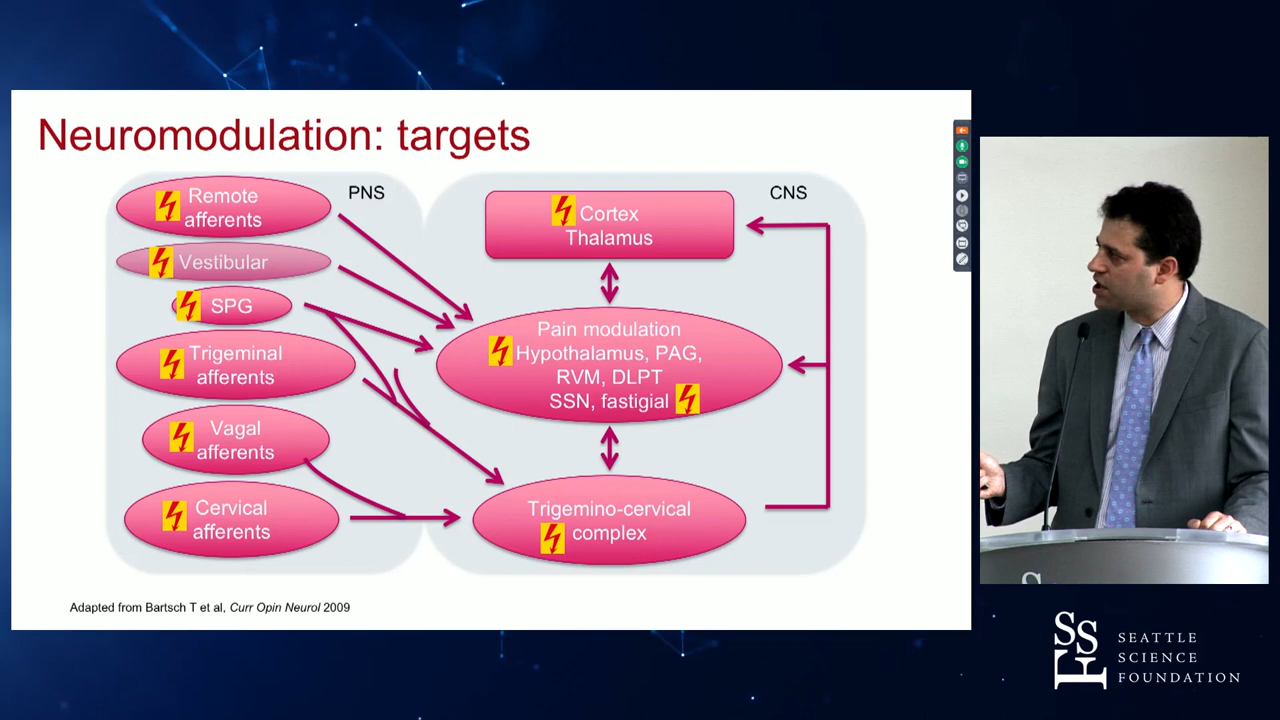 Neuromodulation: targets
PNS
CNS
Remote
afferents
Vestibular
SPG
Trigeminal
afferents
Vagal
afferents
Cervical
afferents
Cortex
Thalamus
Pain modulation
Hypothalamus, PAG,
RVM, DLPT
SSN, fastigial
Trigemino-cervical
complex
Adapted from Bartsch T et al, Curr Opin Neurol 2009
SSF
SEATTLE
SCIENCE
FOUNDATION